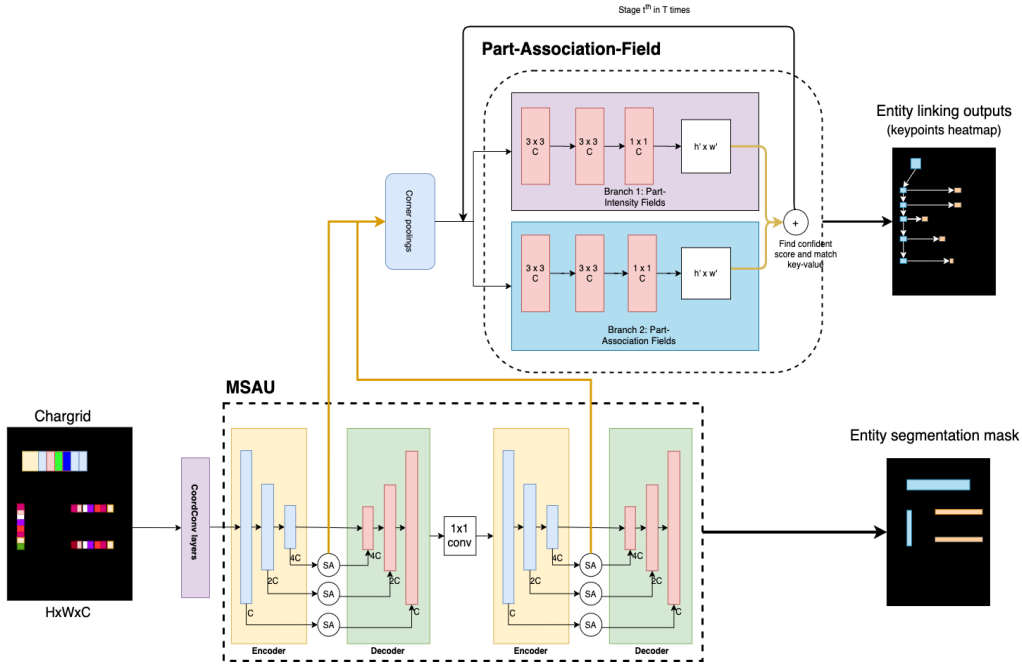 Stage tth in T times
Part-Association-Field
3 x 3
C
3 x 3
C
1 x 1
C
h' x w'
Branch 1: Part-
Intensity Fields
3 x 3
C
3 x 3
C
1 x 1
C
h' x w'
Branch 2: Part-
Association Fields
Corner poolings
+
Find confident
score and match
key-value
Entity linking outputs
(keypoints heatmap)
MSAU
Chargrid
HxWxC
CoordConv layers
SA
SA
SA
4C
2C
C
4C
2C
C
Encoder
Decoder
1x1
conv
SA
SA
SA
4C
2C
C
4C
2C
C
Encoder
Decoder
Entity segmentation mask